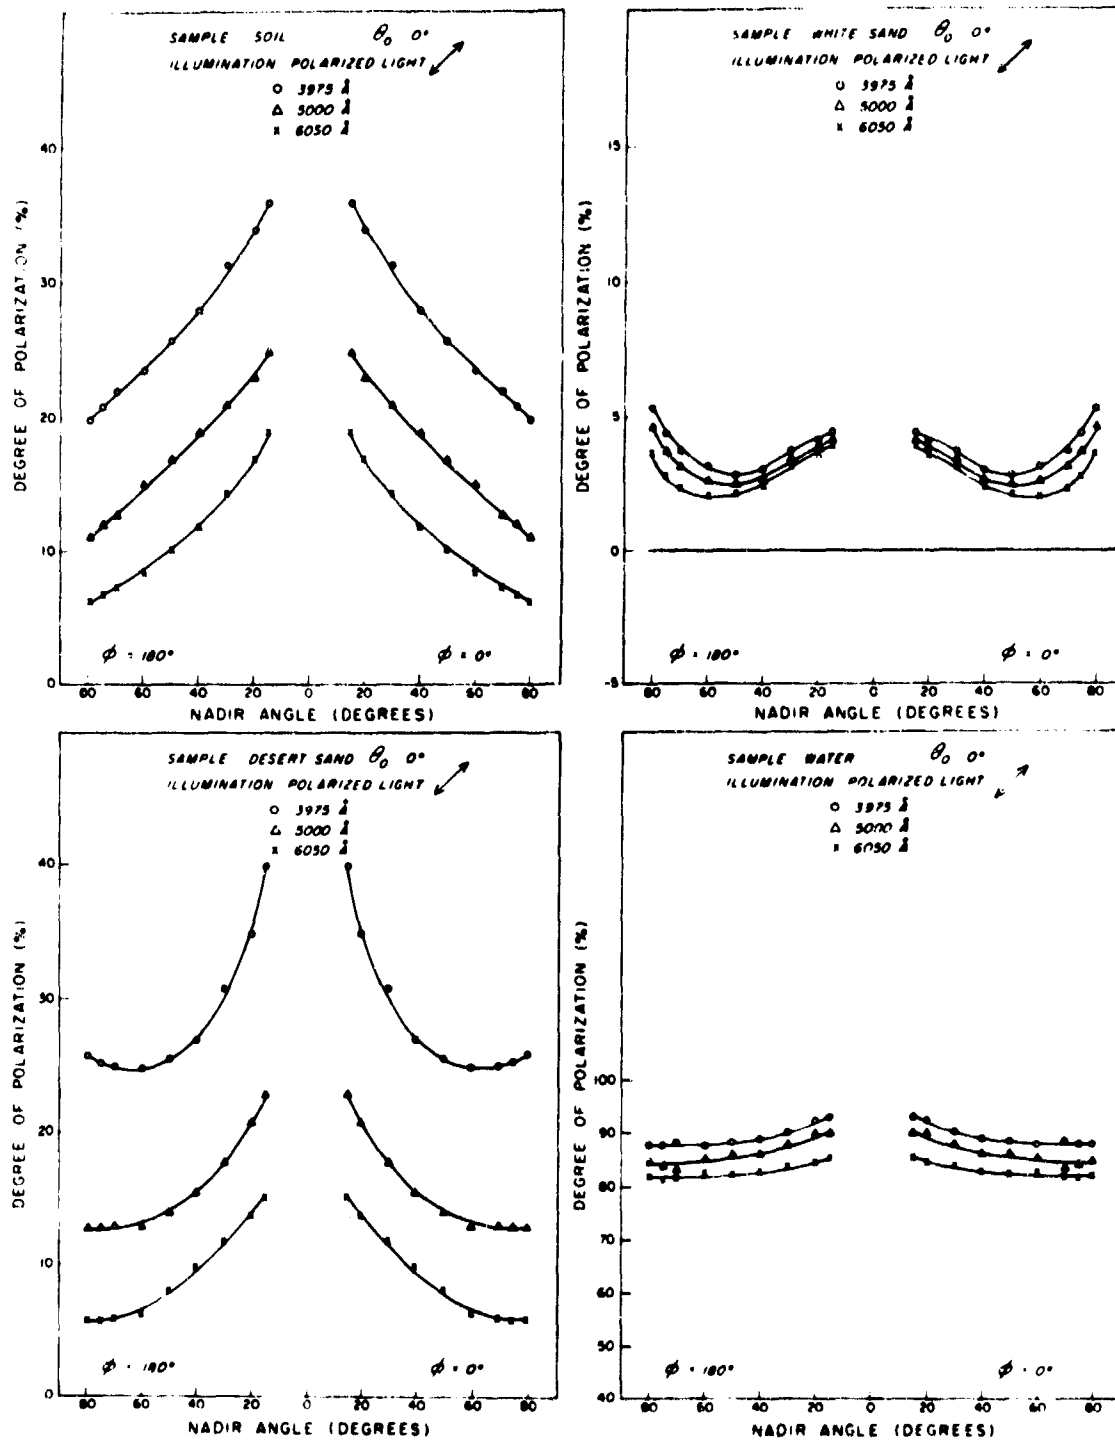 SAMPLE SOIL θ₀ 0°
ILLUMINATION POLARIZED LIGHT
3975 Å
5000 Å
6050 Å
DEGREE OF POLARIZATION (%)
40
30
20
10
0
ϕ = 180° ϕ = 0°
80 60 40 20 0 20 40 60 80
NADIR ANGLE (DEGREES)
SAMPLE WHITE SAND θ₀ 0°
ILLUMINATION POLARIZED LIGHT
3975 Å
5000 Å
6050 Å
DEGREE OF POLARIZATION (%)
15
10
5
0
-5
ϕ = 180° ϕ = 0°
80 60 40 20 0 20 40 60 80
NADIR ANGLE (DEGREES)
SAMPLE DESERT SAND θ₀ 0°
ILLUMINATION POLARIZED LIGHT
3975 Å
5000 Å
6050 Å
DEGREE OF POLARIZATION (%)
40
30
20
10
0
ϕ = 180° ϕ = 0°
80 60 40 20 0 20 40 60 80
NADIR ANGLE (DEGREES)
SAMPLE WATER θ₀ 0°
ILLUMINATION POLARIZED LIGHT
3975 Å
5000 Å
6050 Å
DEGREE OF POLARIZATION (%)
100
90
80
70
60
50
40
ϕ = 180° ϕ = 0°
80 60 40 20 0 20 40 60 80
NADIR ANGLE (DEGREES)